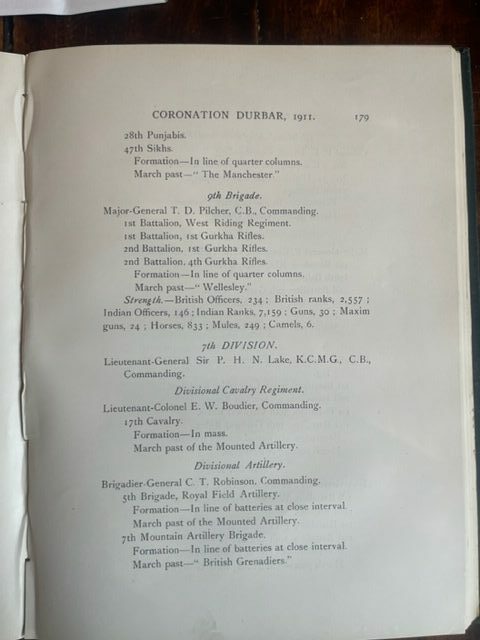 CORONATION DURBAR, 1911. 179
28th Punjabis.
47th Sikhs.
Formation—In line of quarter columns.
March past—" The Manchester."
9th Brigade.
Major-General T. D. Pilcher, C.B., Commanding.
1st Battalion, West Riding Regiment.
1st Battalion, 1st Gurkha Rifles.
2nd Battalion, 1st Gurkha Rifles.
2nd Battalion, 4th Gurkha Rifles.
Formation—In line of quarter columns.
March past—" Wellesley."
Strength.—British Officers, 234 ; British ranks, 2,557 ;
Indian Officers, 146 ; Indian Ranks, 7,159 ; Guns, 30 ; Maxim
guns, 24 ; Horses, 833 ; Mules, 249 ; Camels, 6.
7th DIVISION.
Lieutenant-General Sir P. H. N. Lake, K.C.M.G., C.B.,
Commanding.
Divisional Cavalry Regiment.
Lieutenant-Colonel E. W. Boudier, Commanding.
17th Cavalry.
Formation—In mass.
March past of the Mounted Artillery.
Divisional Artillery.
Brigadier-General C. T. Robinson, Commanding.
5th Brigade, Royal Field Artillery.
Formation—In line of batteries at close interval.
March past of the Mounted Artillery.
7th Mountain Artillery Brigade.
Formation—In line of batteries at close interval.
March past—" British Grenadiers."